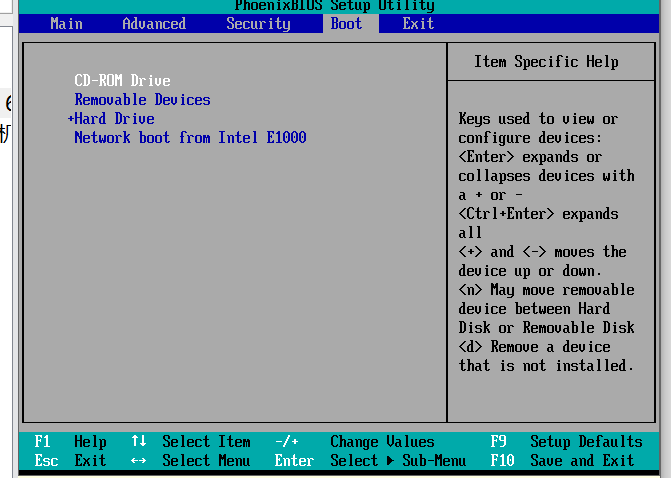 PhoenixBIOS Setup Utility
Main Advanced Security Boot Exit
CD-ROM Drive
Removable Devices
+Hard Drive
Network boot from Intel E1000
Item Specific Help
Keys used to view or
configure devices:
<Enter> expands or
collapses devices with
a + or -
<Ctrl+Enter> expands
all
<+> and <-> moves the
device up or down.
<n> May move removable
device between Hard
Disk or Removable Disk
<d> Remove a device
that is not installed.
F1 Help ↑↓ Select Item -/+ Change Values F9 Setup Defaults
Esc Exit ↔ Select Menu Enter Select ▶ Sub-Menu F10 Save and Exit